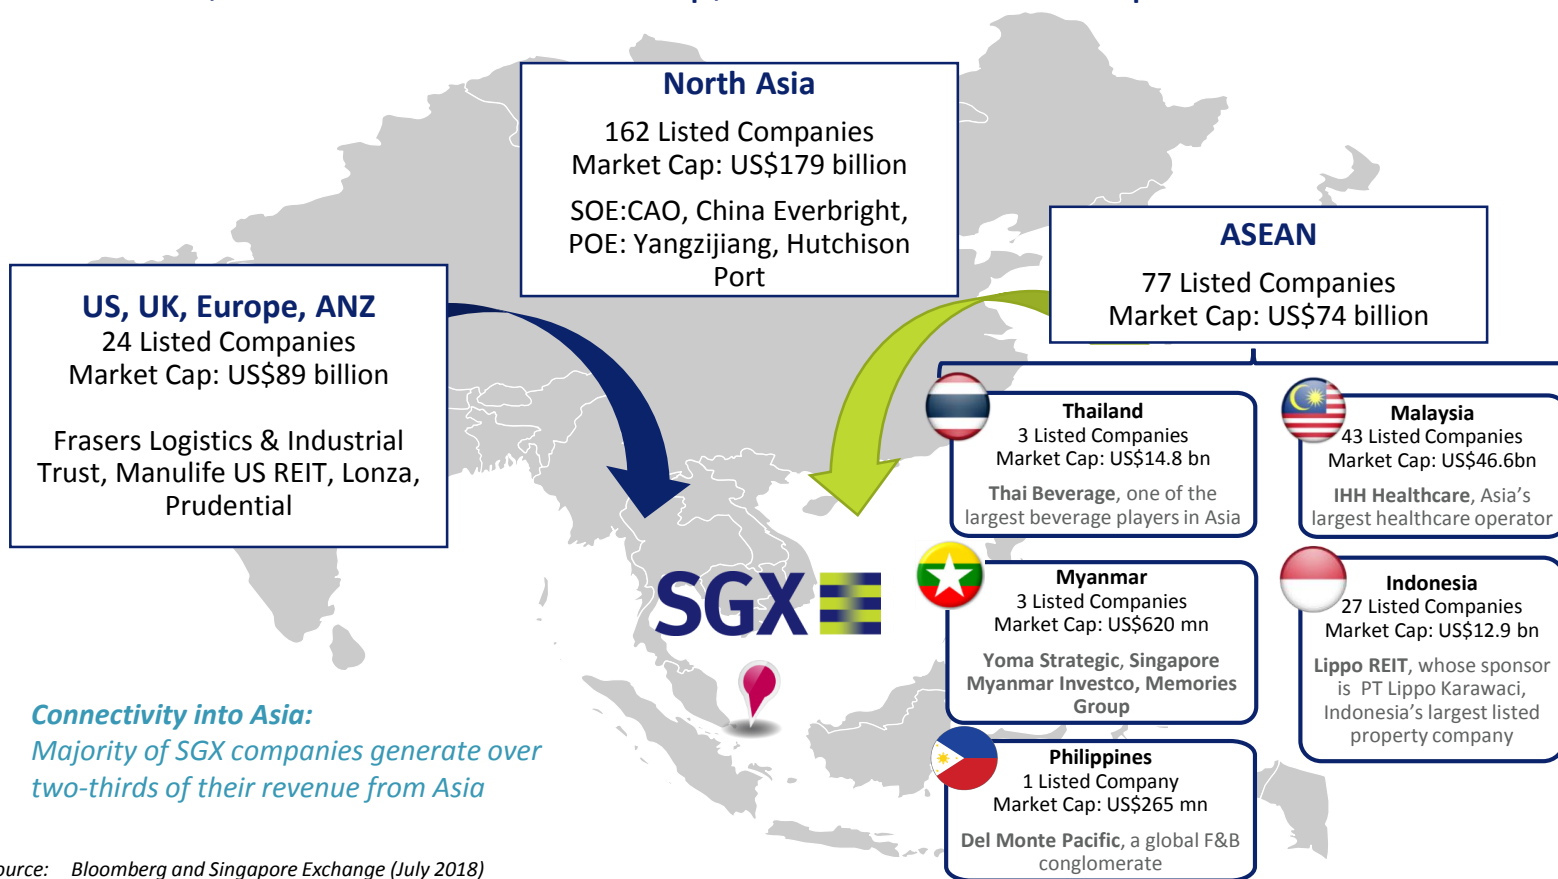 North Asia
162 Listed Companies
Market Cap: US$179 billion
SOE:CAO, China Everbright,
POE: Yangzijiang, Hutchison
Port
ASEAN
77 Listed Companies
Market Cap: US$74 billion
US, UK, Europe, ANZ
24 Listed Companies
Market Cap: US$89 billion
Frasers Logistics & Industrial
Trust, Manulife US REIT, Lonza,
Prudential
Thailand
3 Listed Companies
Market Cap: US$14.8 bn
Thai Beverage, one of the
largest beverage players in Asia
Malaysia
43 Listed Companies
Market Cap: US$46.6bn
IHH Healthcare, Asia's
largest healthcare operator
Myanmar
3 Listed Companies
Market Cap: US$620 mn
Yoma Strategic, Singapore
Myanmar Investco, Memories
Group
Indonesia
27 Listed Companies
Market Cap: US$12.9 bn
Lippo REIT, whose sponsor
is PT Lippo Karawaci,
Indonesia's largest listed
property company
Philippines
1 Listed Company
Market Cap: US$265 mn
Del Monte Pacific, a global F&B
conglomerate
SGX
Connectivity into Asia:
Majority of SGX companies generate over
two-thirds of their revenue from Asia
ource: Bloomberg and Singapore Exchange (July 2018)